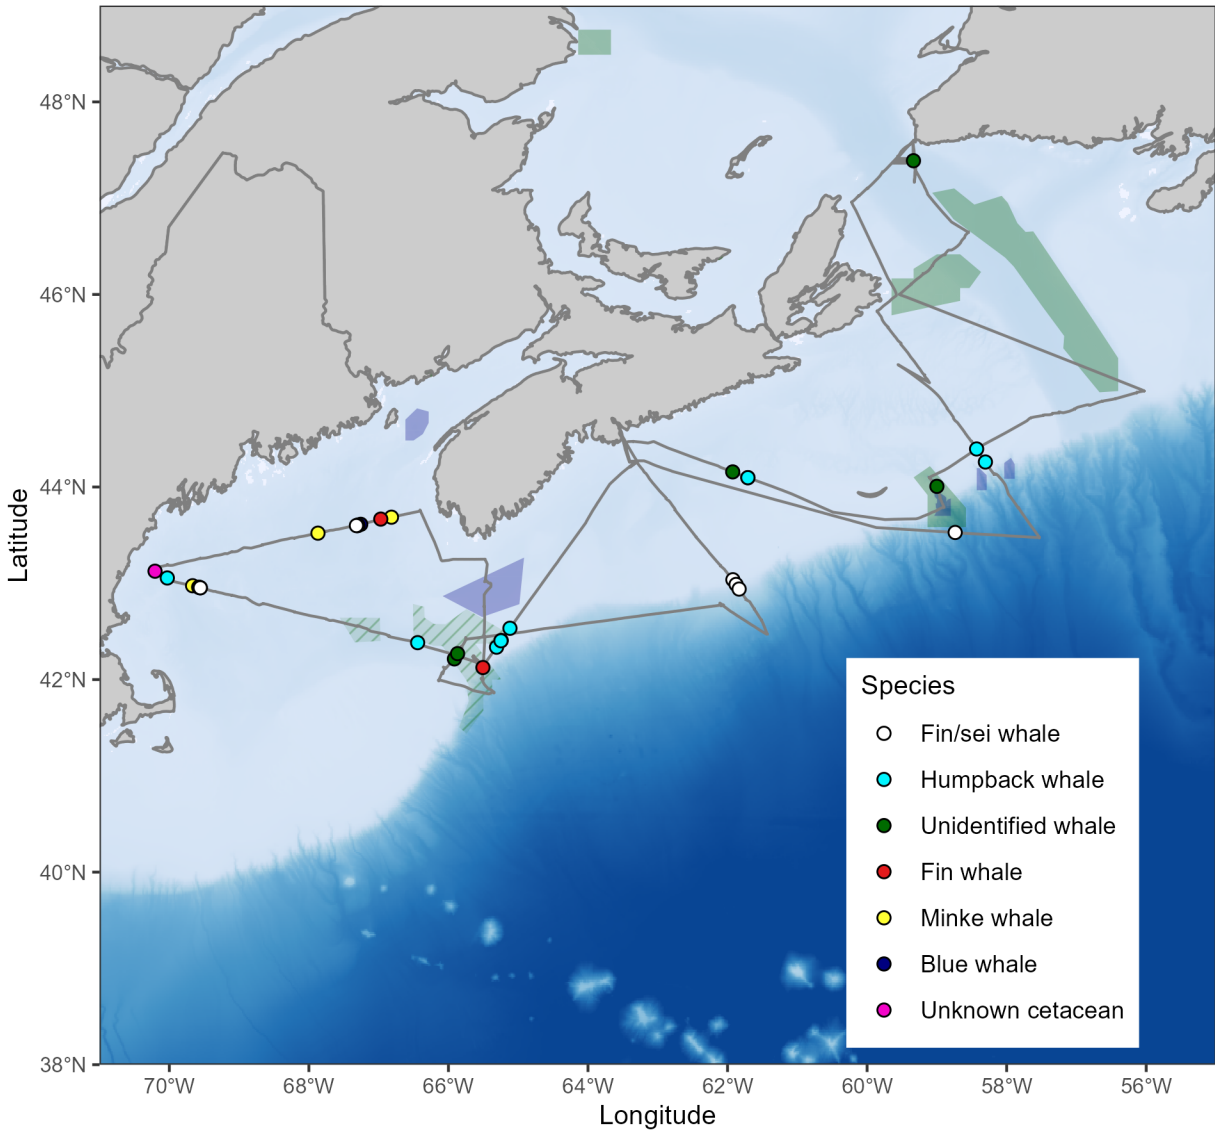 48°N
46°N
44°N
42°N
40°N
38°N
Latitude
Species
Fin/sei whale
Humpback whale
Unidentified whale
Fin whale
Minke whale
Blue whale
Unknown cetacean
70°W 68°W 66°W 64°W 62°W 60°W 58°W 56°W
Longitude